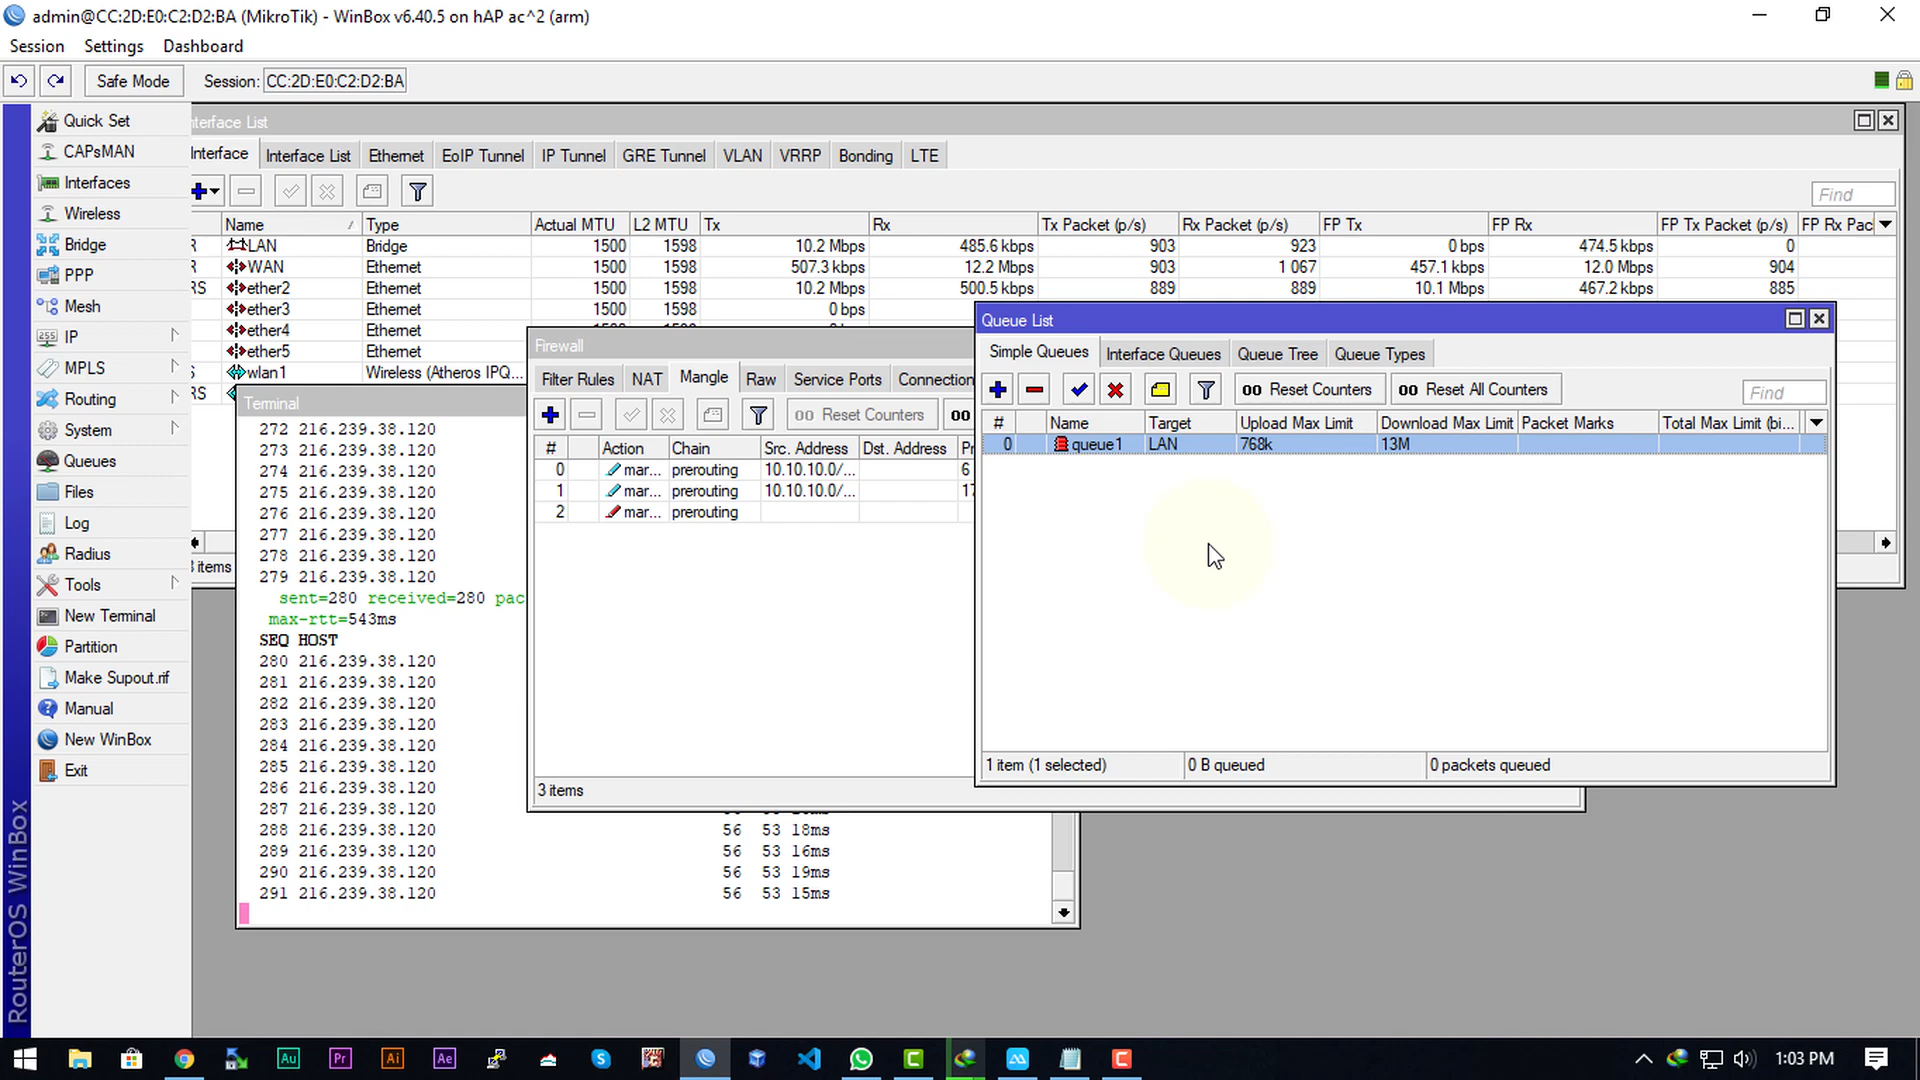 admin@CC:2D:E0:C2:D2:BA (MikroTik) - WinBox v6.40.5 on hAP ac^2 (arm)
Session Settings Dashboard
Safe Mode Session: CC:2D:E0:C2:D2:BA
Quick Set
CAPsMAN
Interfaces
Wireless
Bridge
PPP
Mesh
IP
MPLS
Routing
System
Queues
Files
Log
Radius
Tools
New Terminal
Partition
Make Supout.rif
Manual
New WinBox
Exit
RouterOS WinBox
terface List
nterface Interface List Ethernet EoIP Tunnel IP Tunnel GRE Tunnel VLAN VRRP Bonding LTE
Find
Name Type Actual MTU L2 MTU Tx Rx Tx Packet (p/s) Rx Packet (p/s) FP Tx FP Rx FP Tx Packet (p/s) FP Rx Pac
R LAN Bridge 1500 1598 10.2 Mbps 485.6 kbps 903 923 0 bps 474.5 kbps 0
R WAN Ethernet 1500 1598 507.3 kbps 12.2 Mbps 903 1 067 457.1 kbps 12.0 Mbps 904
RS ether2 Ethernet 1500 1598 10.2 Mbps 500.5 kbps 889 889 10.1 Mbps 467.2 kbps 885
ether3 Ethernet 1500 1598 0 bps
ether4 Ethernet
ether5 Ethernet
S wlan1 Wireless (Atheros IPQ...
RS
items
Terminal
272 216.239.38.120
273 216.239.38.120
274 216.239.38.120
275 216.239.38.120
276 216.239.38.120
277 216.239.38.120
278 216.239.38.120
279 216.239.38.120
sent=280 received=280 pac
max-rtt=543ms
SEQ HOST
280 216.239.38.120
281 216.239.38.120
282 216.239.38.120
283 216.239.38.120
284 216.239.38.120
285 216.239.38.120
286 216.239.38.120
287 216.239.38.120
288 216.239.38.120 56 53 18ms
289 216.239.38.120 56 53 16ms
290 216.239.38.120 56 53 19ms
291 216.239.38.120 56 53 15ms
Firewall
Filter Rules NAT Mangle Raw Service Ports Connection
00 Reset Counters 00
# Action Chain Src. Address Dst. Address Pr
0 mar... prerouting 10.10.10.0/... 6
1 mar... prerouting 10.10.10.0/... 17
2 mar... prerouting
3 items
Queue List
Simple Queues Interface Queues Queue Tree Queue Types
00 Reset Counters 00 Reset All Counters Find
# Name Target Upload Max Limit Download Max Limit Packet Marks Total Max Limit (bi...
0 queue1 LAN 768k 13M
1 item (1 selected) 0 B queued 0 packets queued
1:03 PM